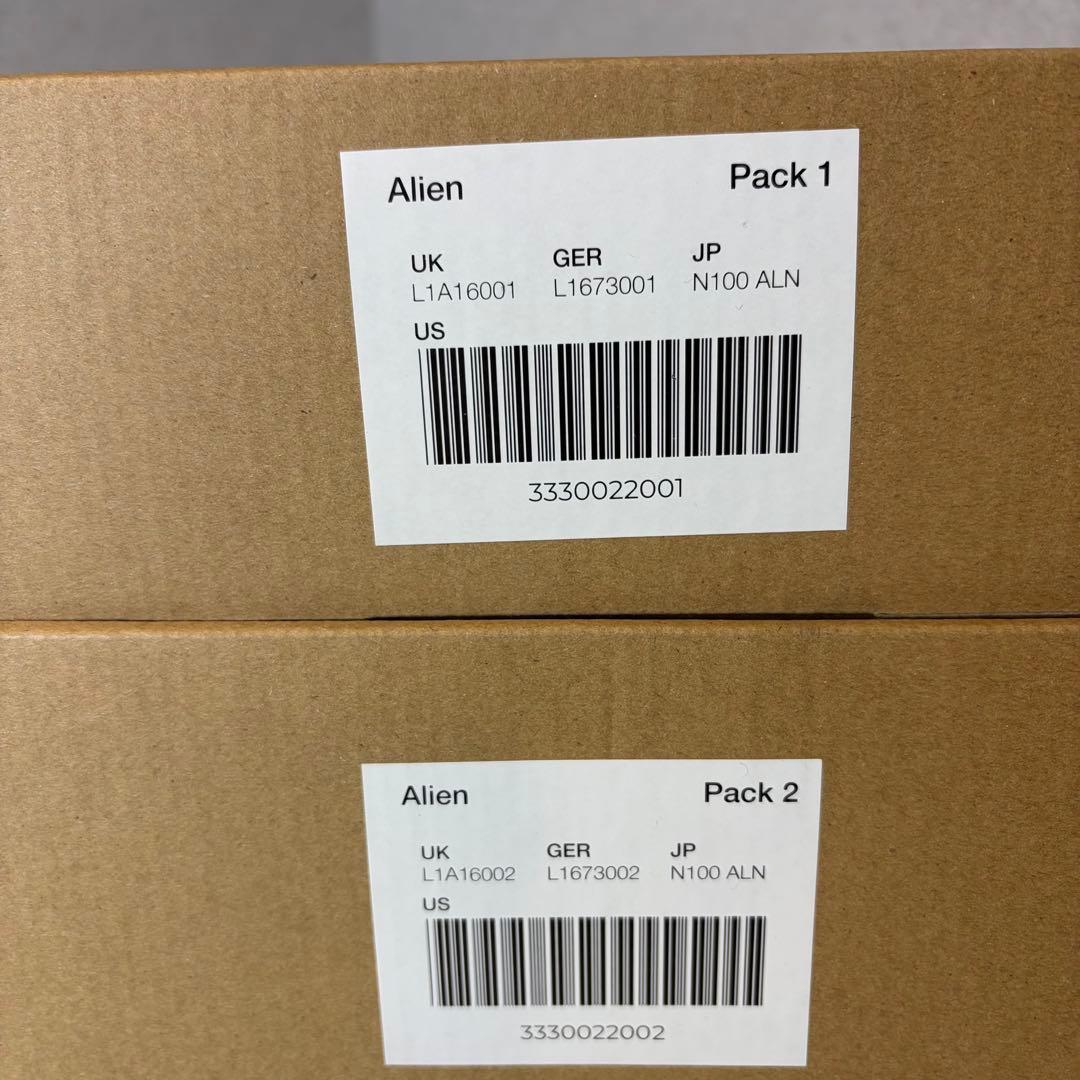 Alien Pack 1
UK GER JP
L1A16001 L1673001 N100 ALN
US
3330022001
Alien Pack 2
UK GER JP
L1A16002 L1673002 N100 ALN
US
3330022002